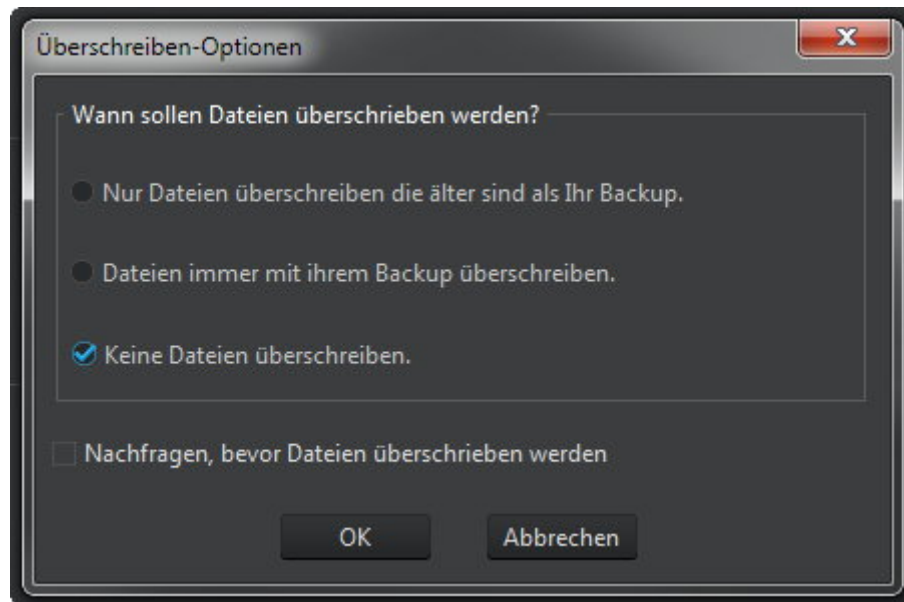 Überschreiben-Optionen
Wann sollen Dateien überschrieben werden?
Nur Dateien überschreiben die älter sind als Ihr Backup.
Dateien immer mit ihrem Backup überschreiben.
Keine Dateien überschreiben.
Nachfragen, bevor Dateien überschrieben werden
OK
Abbrechen